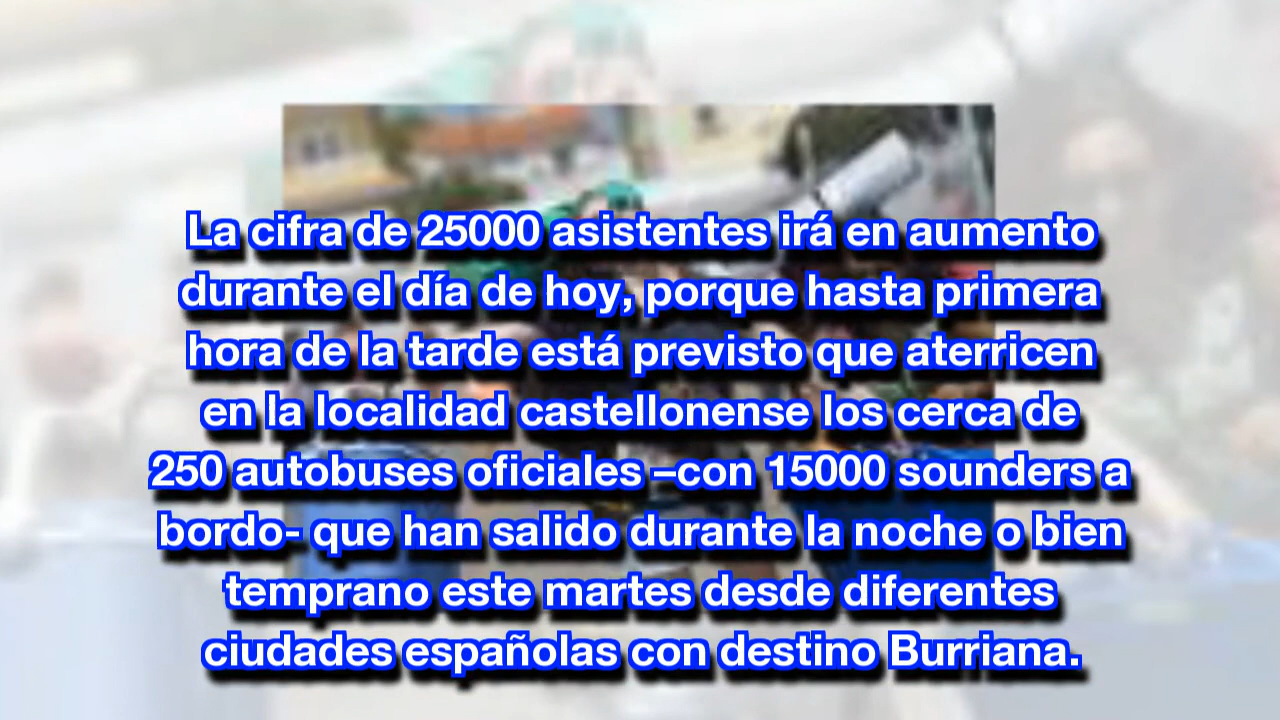 La cifra de 25000 asistentes irá en aumento
durante el día de hoy, porque hasta primera
hora de la tarde está previsto que aterricen
en la localidad castellonense los cerca de
250 autobuses oficiales –con 15000 sounders a
bordo- que han salido durante la noche o bien
temprano este martes desde diferentes
ciudades españolas con destino Burriana.